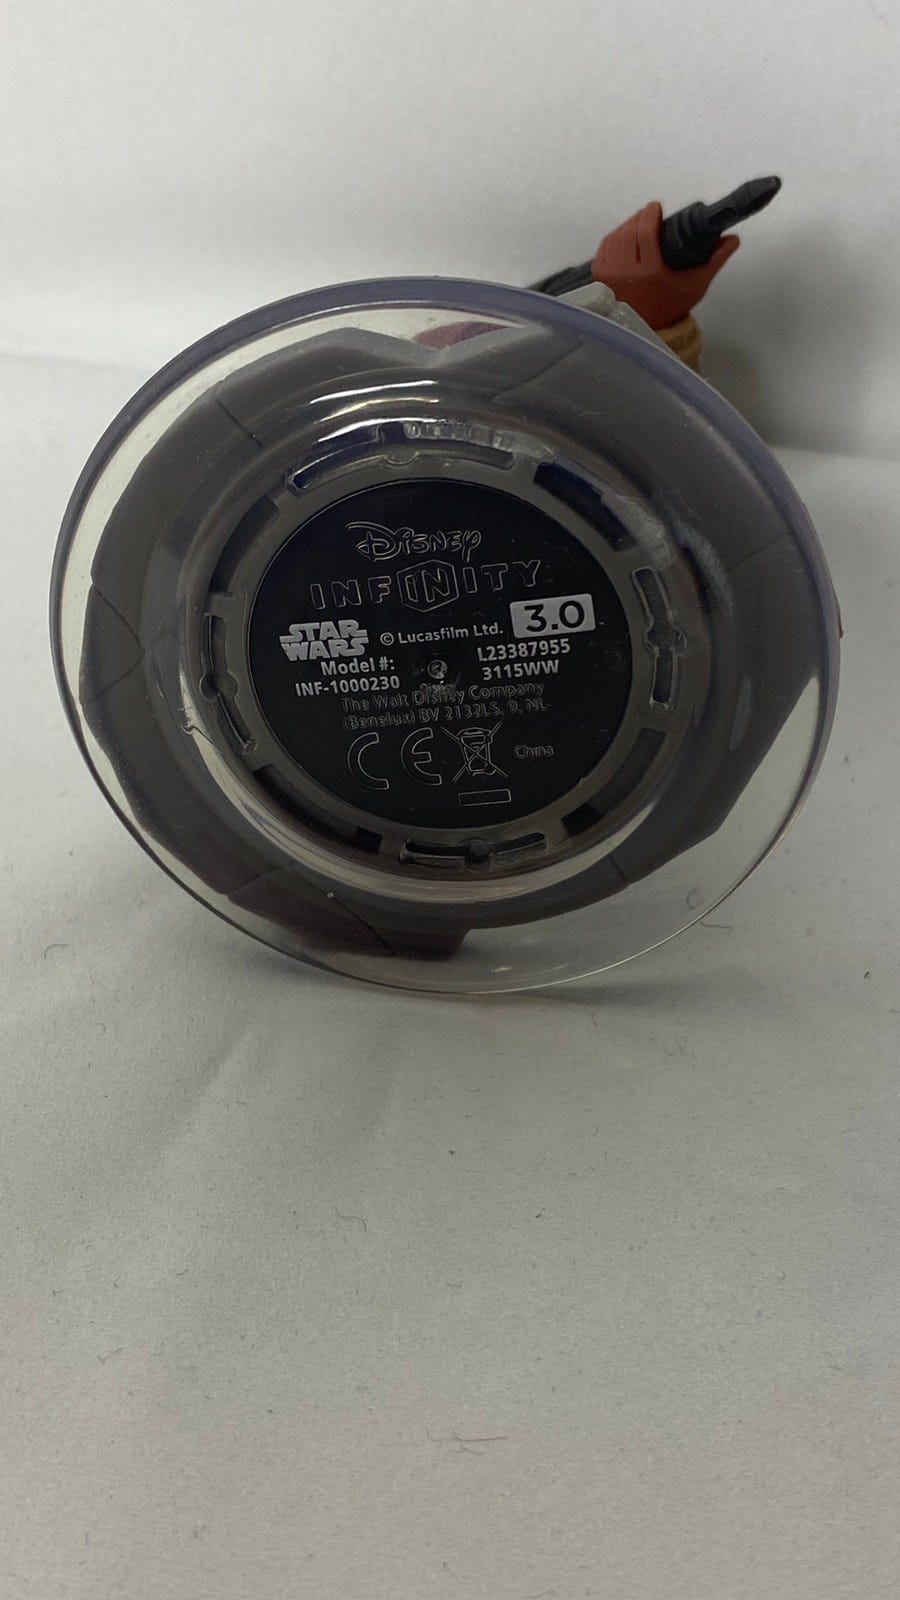 Disney
INFINITY
3.0
STAR WARS
© Lucasfilm Ltd.
Model #:
INF-1000230
L23387955
3115WW
The Walt Disney Company
(Benelux) BV 2132LS, 9, NL
CE
China